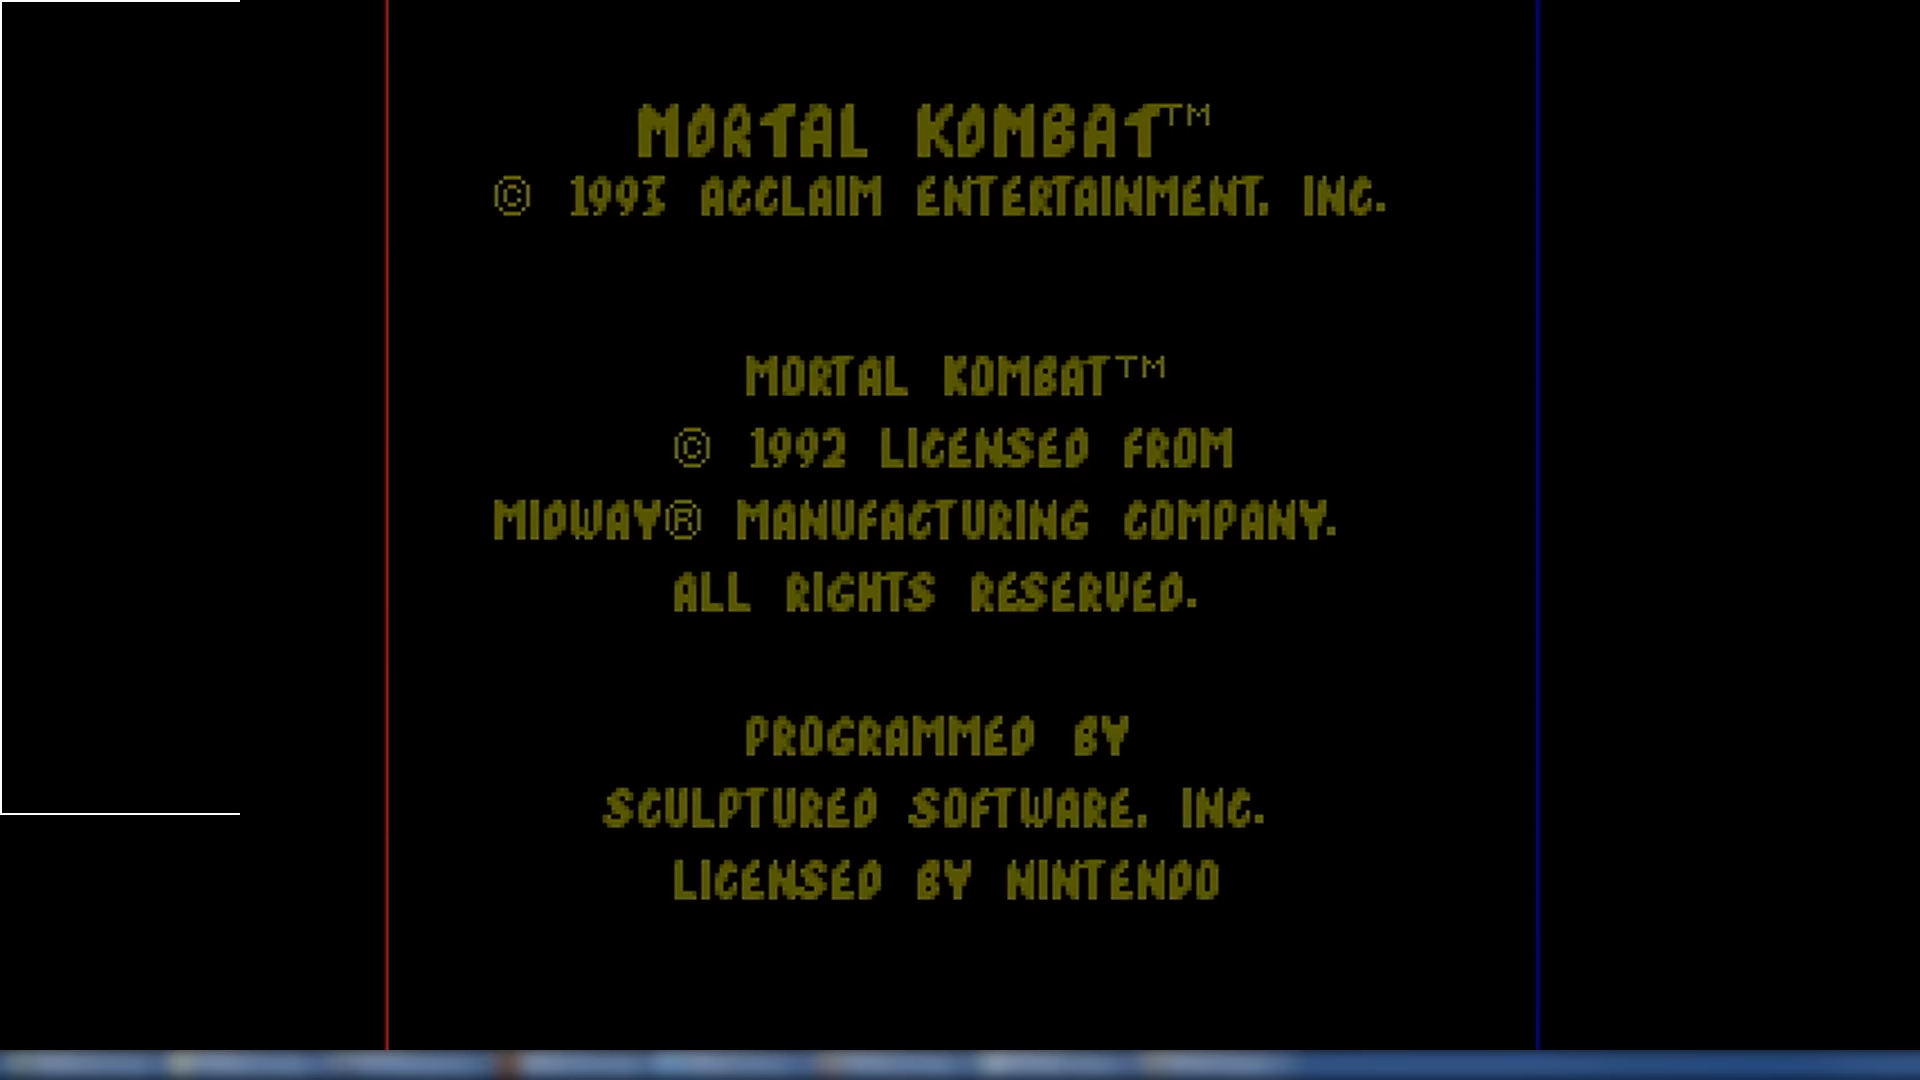 MORTAL KOMBAT™
© 1993 ACCLAIM ENTERTAINMENT, INC.
MORTAL KOMBAT™
© 1992 LICENSED FROM
MIDWAY® MANUFACTURING COMPANY.
ALL RIGHTS RESERVED.
PROGRAMMED BY
SCULPTURED SOFTWARE, INC.
LICENSED BY NINTENDO